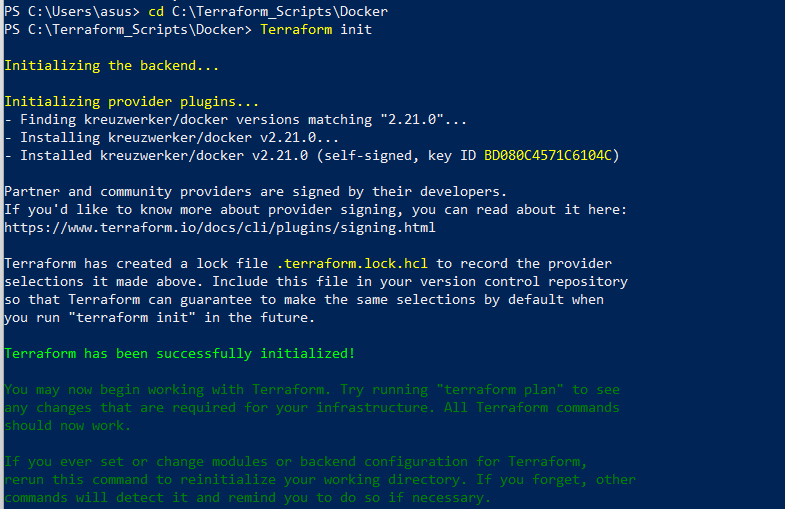 PS C:\Users\asus> cd C:\Terraform_Scripts\Docker
PS C:\Terraform_Scripts\Docker> Terraform init
Initializing the backend...
Initializing provider plugins...
- Finding kreuzwerker/docker versions matching "2.21.0"...
- Installing kreuzwerker/docker v2.21.0...
- Installed kreuzwerker/docker v2.21.0 (self-signed, key ID BD080C4571C6104C)
Partner and community providers are signed by their developers.
If you'd like to know more about provider signing, you can read about it here:
https://www.terraform.io/docs/cli/plugins/signing.html
Terraform has created a lock file .terraform.lock.hcl to record the provider
selections it made above. Include this file in your version control repository
so that Terraform can guarantee to make the same selections by default when
you run "terraform init" in the future.
Terraform has been successfully initialized!
You may now begin working with Terraform. Try running "terraform plan" to see
any changes that are required for your infrastructure. All Terraform commands
should now work.
If you ever set or change modules or backend configuration for Terraform,
rerun this command to reinitialize your working directory. If you forget, other
commands will detect it and remind you to do so if necessary.